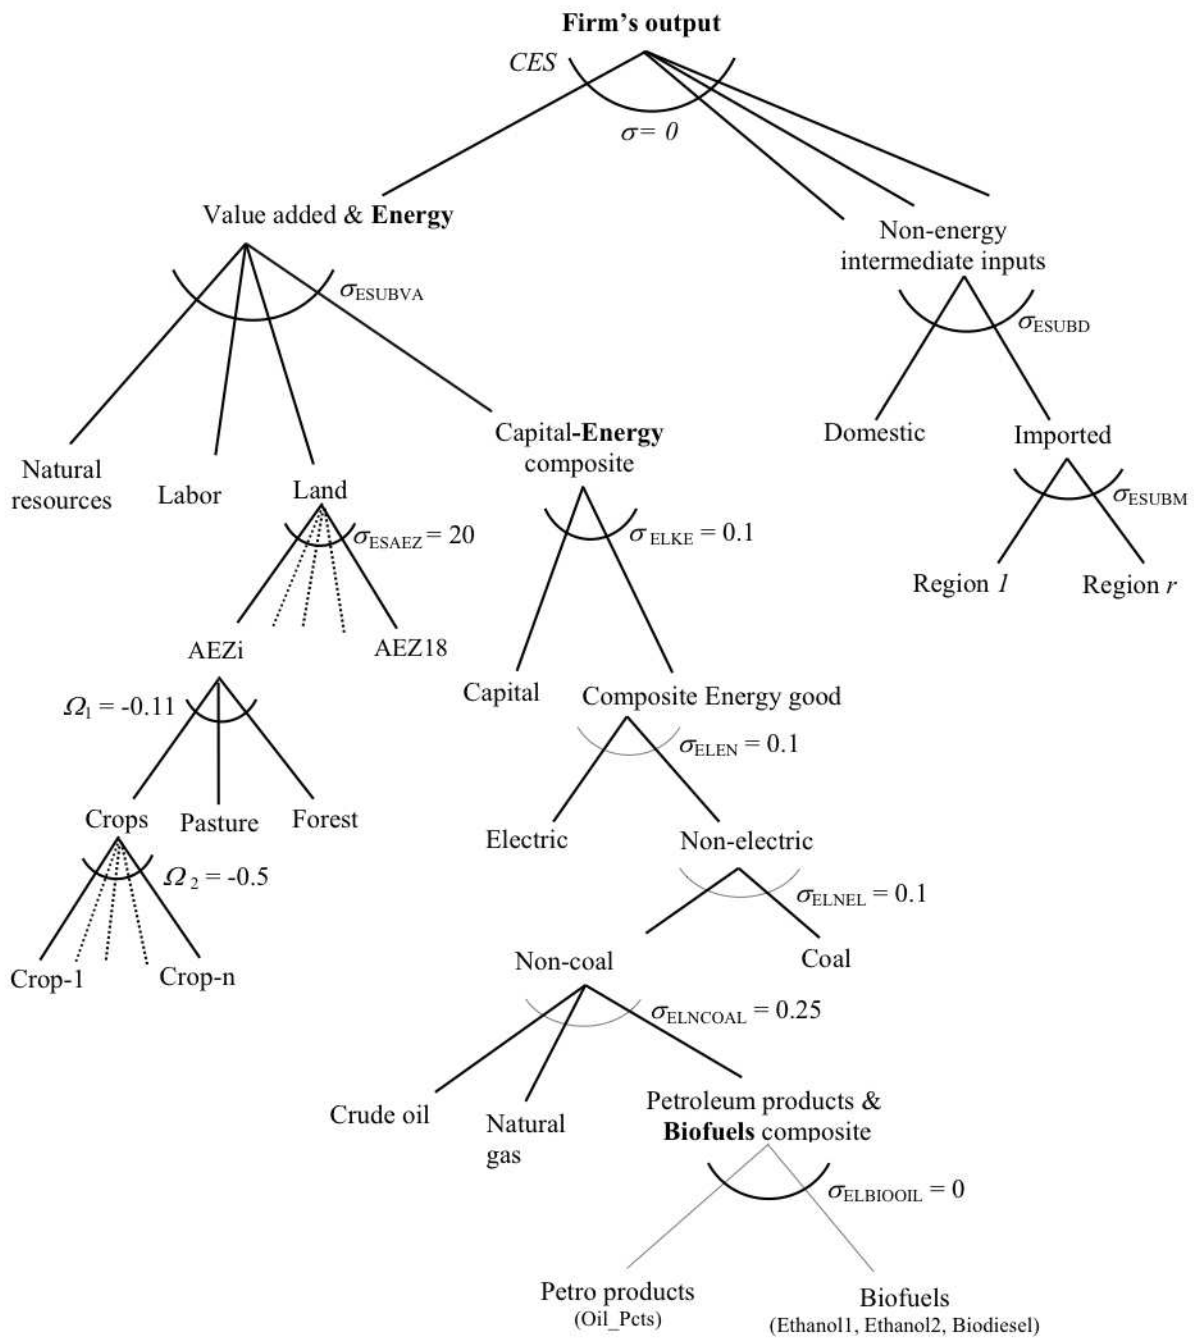 Firm's output
CES
σ= 0
Value added & Energy
Non-energy
intermediate inputs
σESUBVA
σESUBD
Capital-Energy
composite
Domestic
Imported
Natural
resources
Labor
Land
σESAEZ = 20
σ ELKE = 0.1
σESUBM
Region 1
Region r
AEZi
AEZ18
Capital
Composite Energy good
Ω1 = -0.11
σELEN = 0.1
Crops
Pasture
Forest
Electric
Non-electric
Ω 2 = -0.5
σELNEL = 0.1
Crop-1
Crop-n
Non-coal
Coal
σELNCOAL = 0.25
Crude oil
Natural
gas
Petroleum products &
Biofuels composite
σELBIOOIL = 0
Petro products
(Oil_Pcts)
Biofuels
(Ethanol1, Ethanol2, Biodiesel)